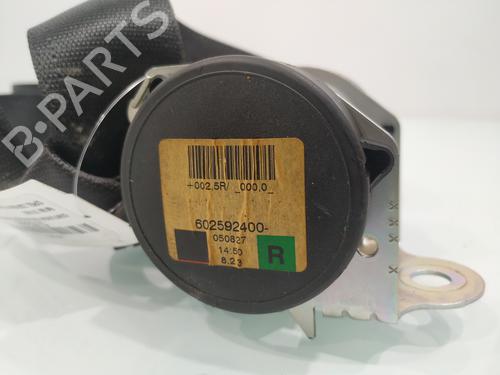 B-PARTS
+002,5R/ _000,0_
602592400-
050827
14:50
8.23
R